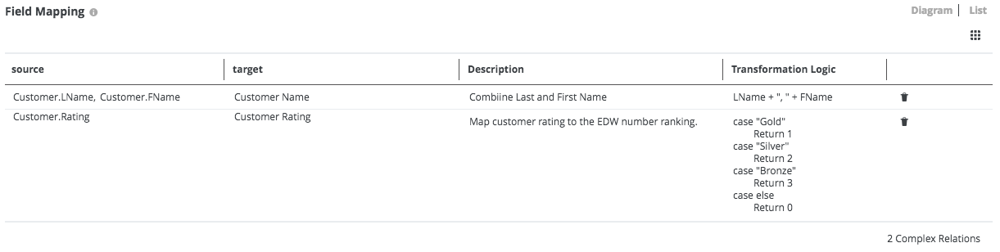 Field Mapping
Diagram | List
source target Description Transformation Logic
Customer.LName, Customer.FName Customer Name Combiine Last and First Name LName + ", " + FName
Customer.Rating Customer Rating Map customer rating to the EDW number ranking. case "Gold"
Return 1
case "Silver"
Return 2
case "Bronze"
Return 3
case else
Return 0
2 Complex Relations